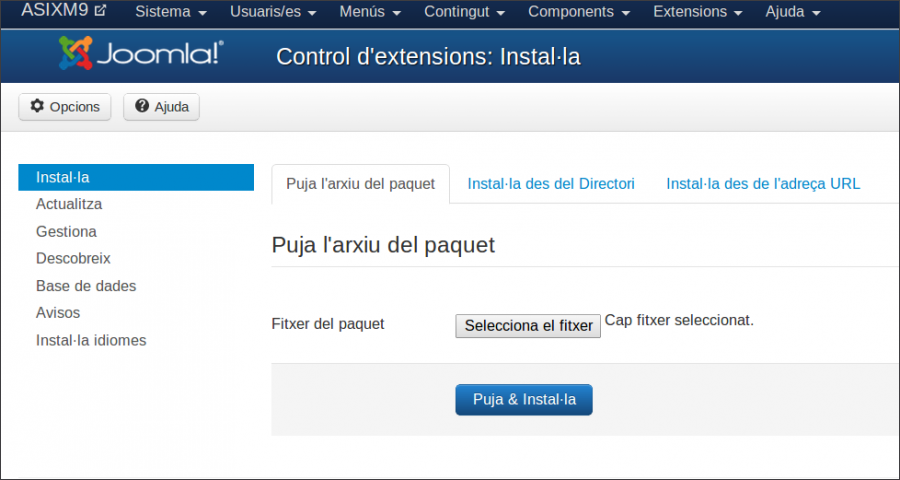 ASIXM9 Sistema Usuaris/es Menús Contingut Components Extensions Ajuda
Joomla!® Control d'extensions: Instal·la
Opcions Ajuda
Instal·la
Actualitza
Gestiona
Descobreix
Base de dades
Avisos
Instal·la idiomes
Puja l'arxiu del paquet Instal·la des del Directori Instal·la des de l'adreça URL
Puja l'arxiu del paquet
Fitxer del paquet Selecciona el fitxer Cap fitxer seleccionat.
Puja & Instal·la